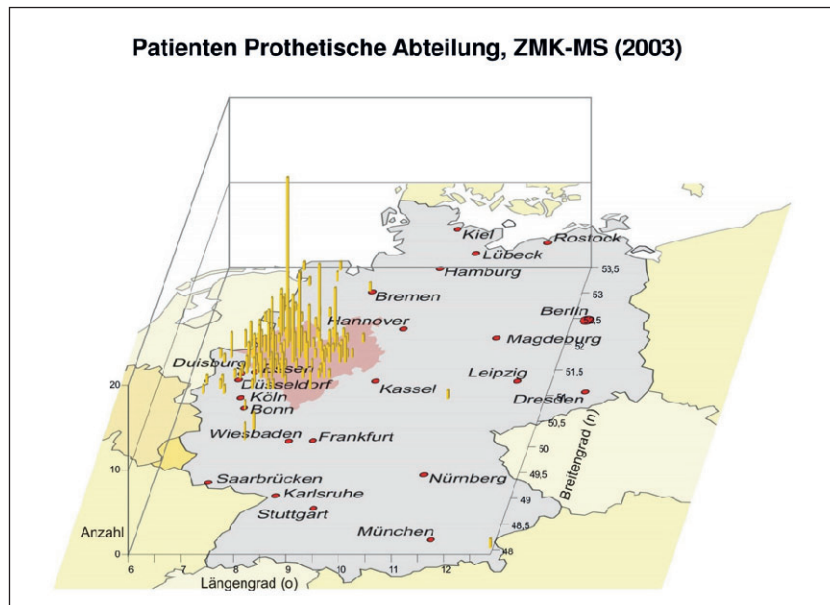 Patienten Prothetische Abteilung, ZMK-MS (2003)
Kiel
Rostock
Lübeck
Hamburg
53,5
Bremen
53
Berlin
52,5
Hannover
Magdeburg
52
Duisburg
Essen
51,5
Leipzig
Düsseldorf
Kassel
20
Köln
Dresden
51
Bonn
50,5
Wiesbaden
Frankfurt
50
Breitengrad (n)
10
Saarbrücken
Nürnberg
49,5
Karlsruhe
49
Stuttgart
48,5
Anzahl
München
48
0
6
7
8
9
10
11
12
Längengrad (o)